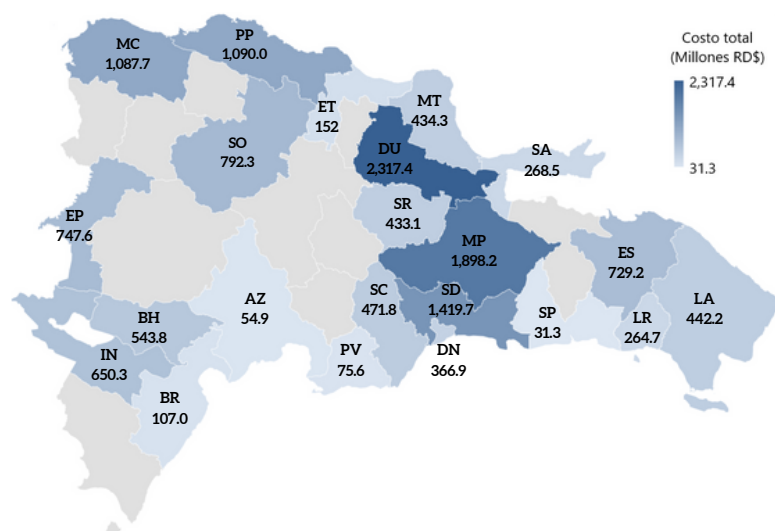 MC
1,087.7
PP
1,090.0
Costo total
(Millones RD$)
2,317.4
31.3
ET
152
MT
434.3
SO
792.3
DU
2,317.4
SA
268.5
EP
747.6
SR
433.1
MP
1,898.2
ES
729.2
AZ
54.9
SC
471.8
SD
1,419.7
SP
31.3
LR
264.7
LA
442.2
BH
543.8
IN
650.3
PV
75.6
DN
366.9
BR
107.0